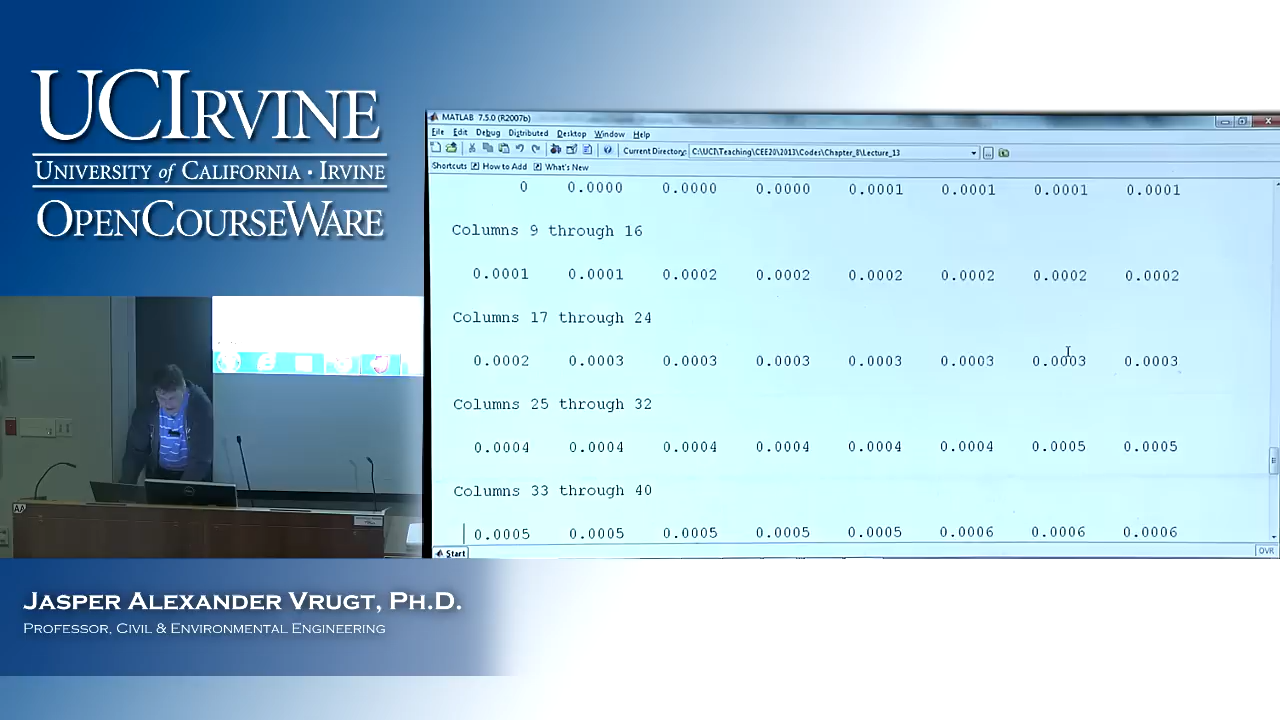 UCIRVINE
UNIVERSITY of CALIFORNIA • IRVINE
OPENCOURSEWARE
MATLAB 7.5.0 (R2007b)
File Edit Debug Distributed Desktop Window Help
Current Directory: C:\UCI\Teaching\CEE20\2013\Codes\Chapter_8\Lecture_13
Shortcuts How to Add What's New
0 0.0000 0.0000 0.0000 0.0001 0.0001 0.0001 0.0001
Columns 9 through 16
0.0001 0.0001 0.0002 0.0002 0.0002 0.0002 0.0002 0.0002
Columns 17 through 24
0.0002 0.0003 0.0003 0.0003 0.0003 0.0003 0.0003 0.0003
Columns 25 through 32
0.0004 0.0004 0.0004 0.0004 0.0004 0.0004 0.0005 0.0005
Columns 33 through 40
0.0005 0.0005 0.0005 0.0005 0.0005 0.0006 0.0006 0.0006
Start
OVR
AA
DELL
JASPER ALEXANDER VRUGT, PH.D.
PROFESSOR, CIVIL & ENVIRONMENTAL ENGINEERING